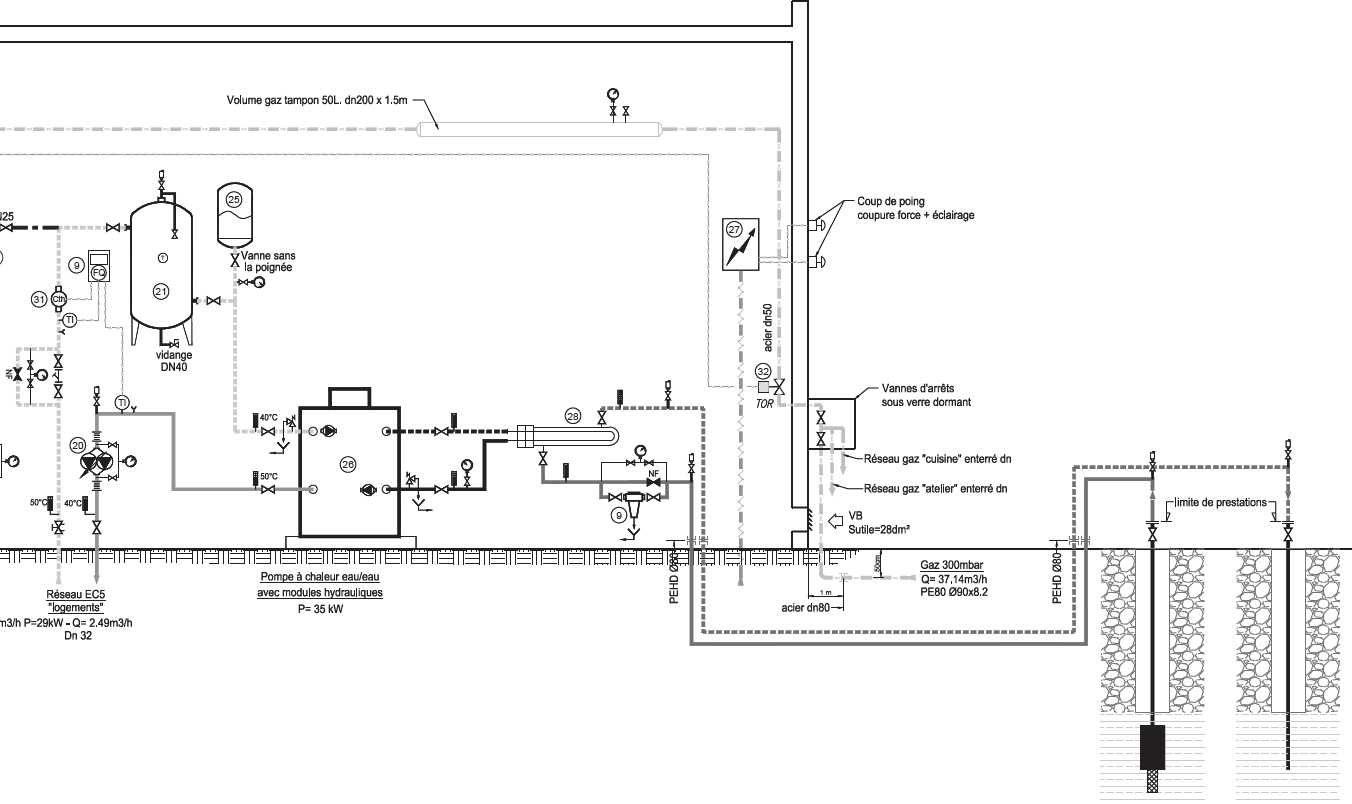 Volume gaz tampon 50L. dn200 x 1.5m
25
N25
Coup de poing
coupure force + éclairage
27
Vanne sans
la poignée
9
FQ
T
31
Cth
21
TI
vidange
DN40
NF
acier dn50
32
TOR
Vannes d'arrêts
sous verre dormant
TI
40°C
28
20
26
50°C
NF
Réseau gaz "cuisine" enterré dn
Réseau gaz "atelier" enterré dn
9
50°C
40°C
limite de prestations
VB
Sutile=28dm²
PEHD Ø80
50cm
PEHD Ø80
Pompe à chaleur eau/eau
avec modules hydrauliques
P= 35 kW
Gaz 300mbar
Q= 37,14m3/h
PE80 Ø90x8.2
1 m
acier dn80
Réseau EC5
"logements"
m3/h P=29kW - Q= 2.49m3/h
Dn 32